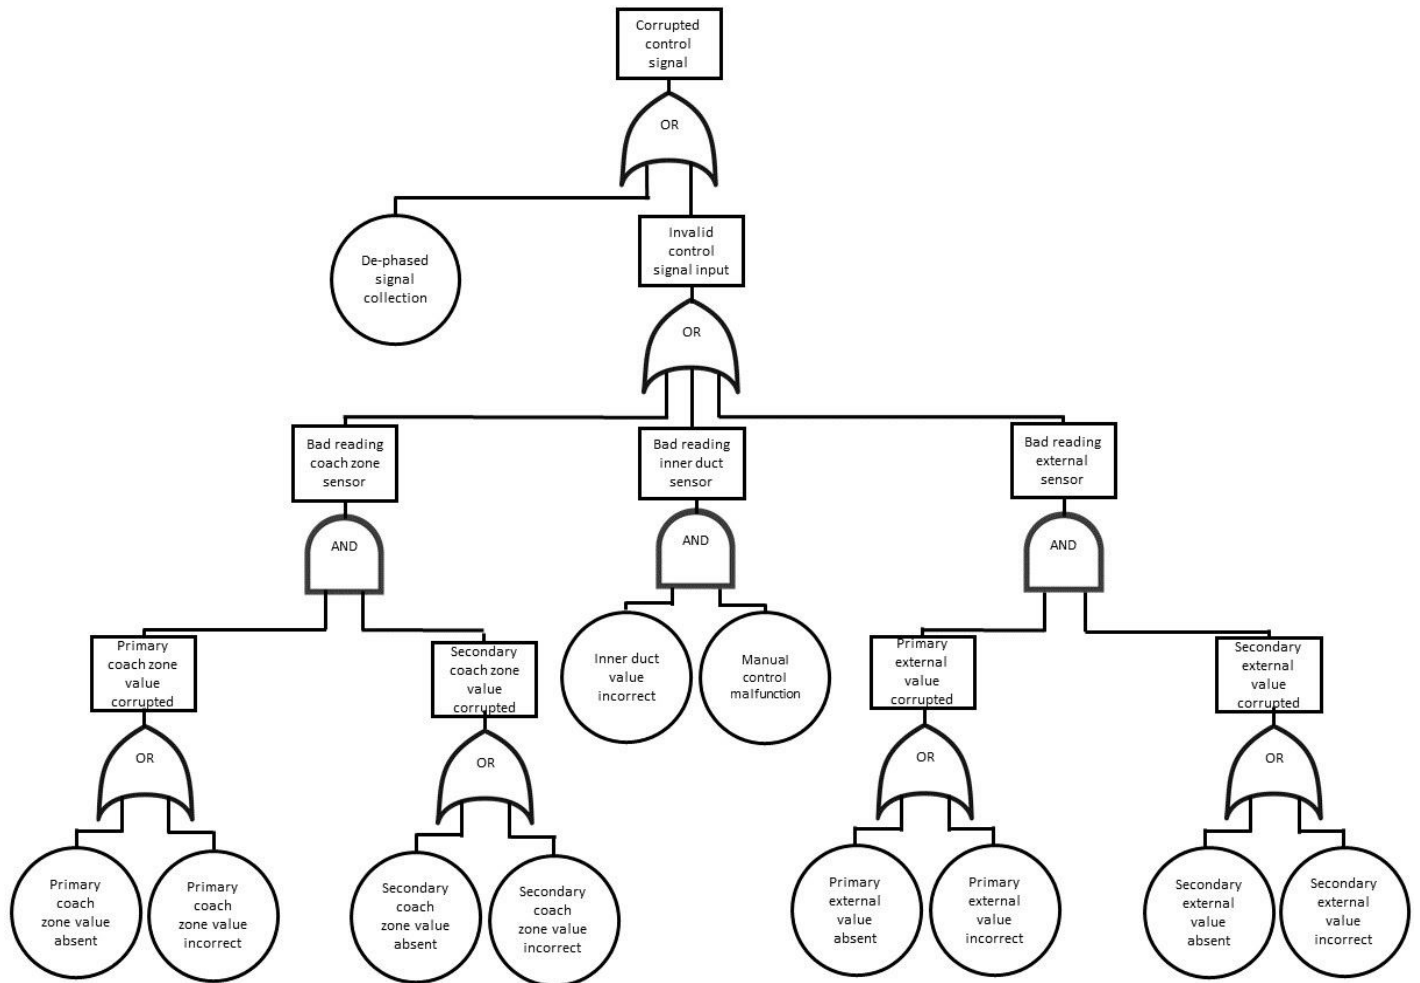 Corrupted
control
signal
OR
De-phased
signal
collection
Invalid
control
signal input
OR
Bad reading
coach zone
sensor
Bad reading
inner duct
sensor
Bad reading
external
sensor
AND
AND
AND
Primary
coach zone
value
corrupted
Secondary
coach zone
value
corrupted
Inner duct
value
incorrect
Manual
control
malfunction
Primary
external
value
corrupted
Secondary
external
value
corrupted
OR
OR
OR
OR
Primary
coach
zone value
absent
Primary
coach
zone value
incorrect
Secondary
coach
zone value
absent
Secondary
coach
zone value
incorrect
Primary
external
value
absent
Primary
external
value
incorrect
Secondary
external
value
absent
Secondary
external
value
incorrect